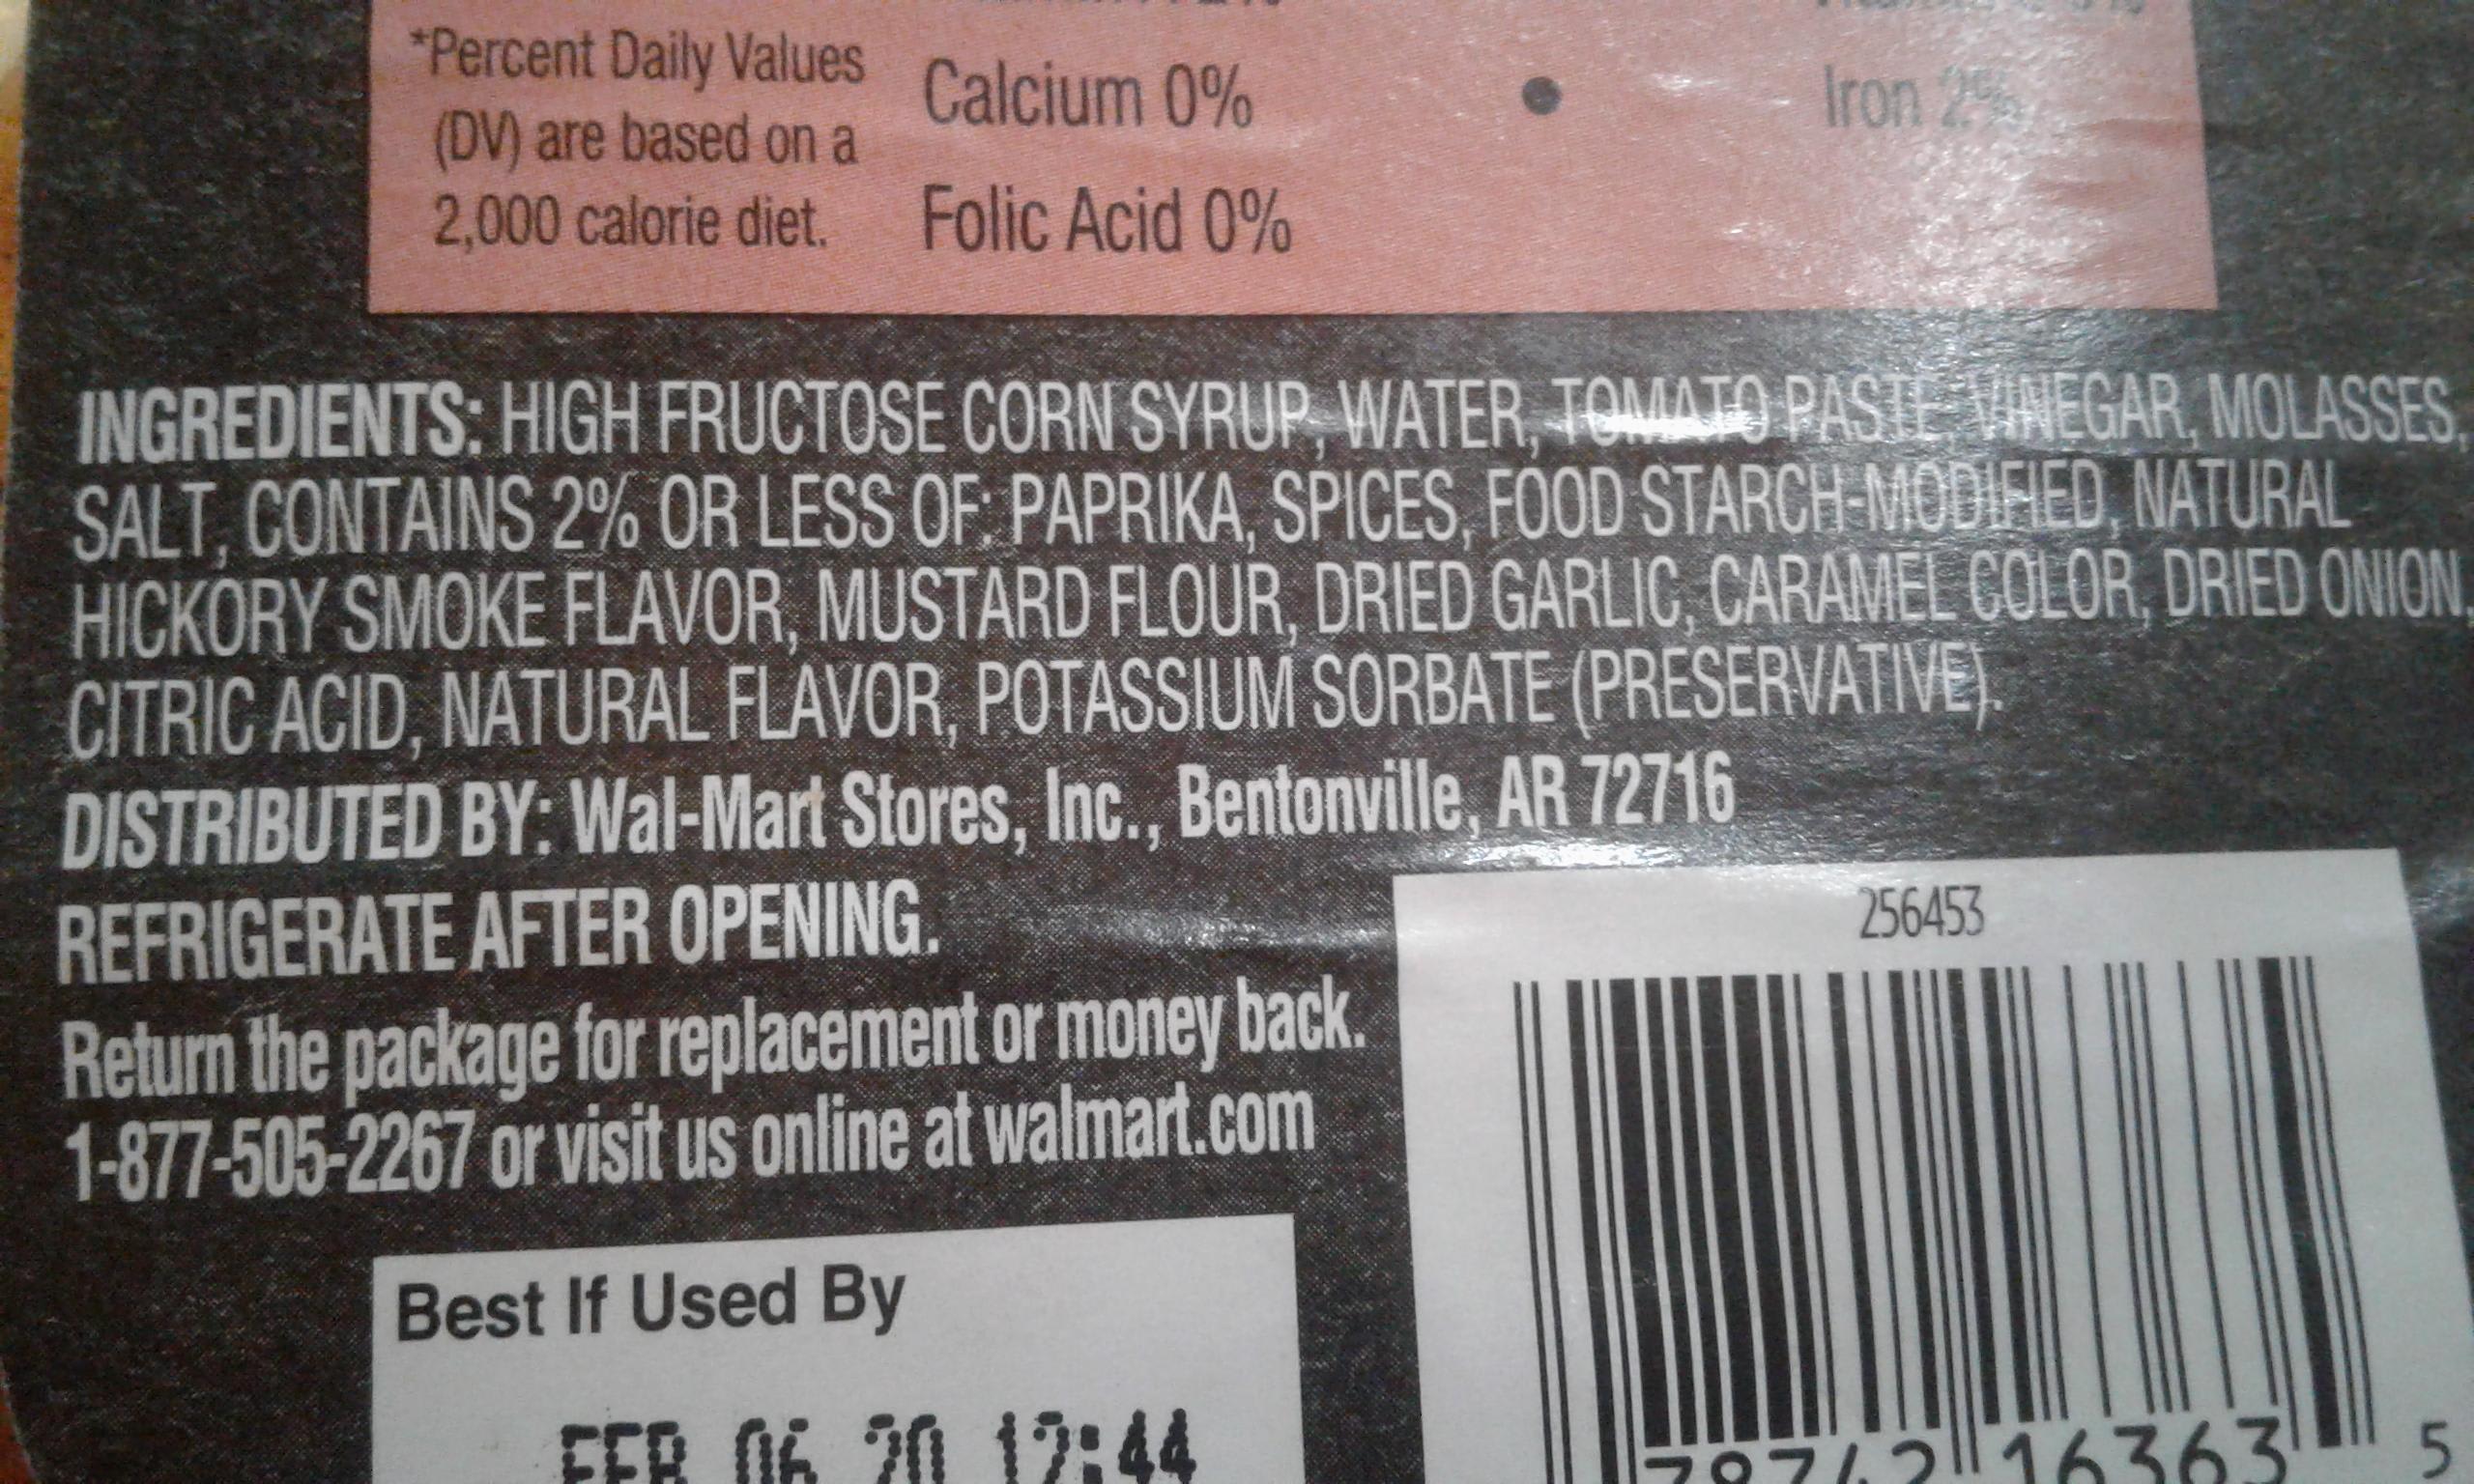 *Percent Daily Values
(DV) are based on a
2,000 calorie diet.
Calcium 0% • Iron 2%
Folic Acid 0%
INGREDIENTS: HIGH FRUCTOSE CORN SYRUP, WATER, TOMATO PASTE, VINEGAR, MOLASSES,
SALT, CONTAINS 2% OR LESS OF: PAPRIKA, SPICES, FOOD STARCH-MODIFIED, NATURAL
HICKORY SMOKE FLAVOR, MUSTARD FLOUR, DRIED GARLIC, CARAMEL COLOR, DRIED ONION,
CITRIC ACID, NATURAL FLAVOR, POTASSIUM SORBATE (PRESERVATIVE).
DISTRIBUTED BY: Wal-Mart Stores, Inc., Bentonville, AR 72716
REFRIGERATE AFTER OPENING.
Return the package for replacement or money back.
1-877-505-2267 or visit us online at walmart.com
256453
78742 16363 5
Best If Used By
FEB 06 20 12:44